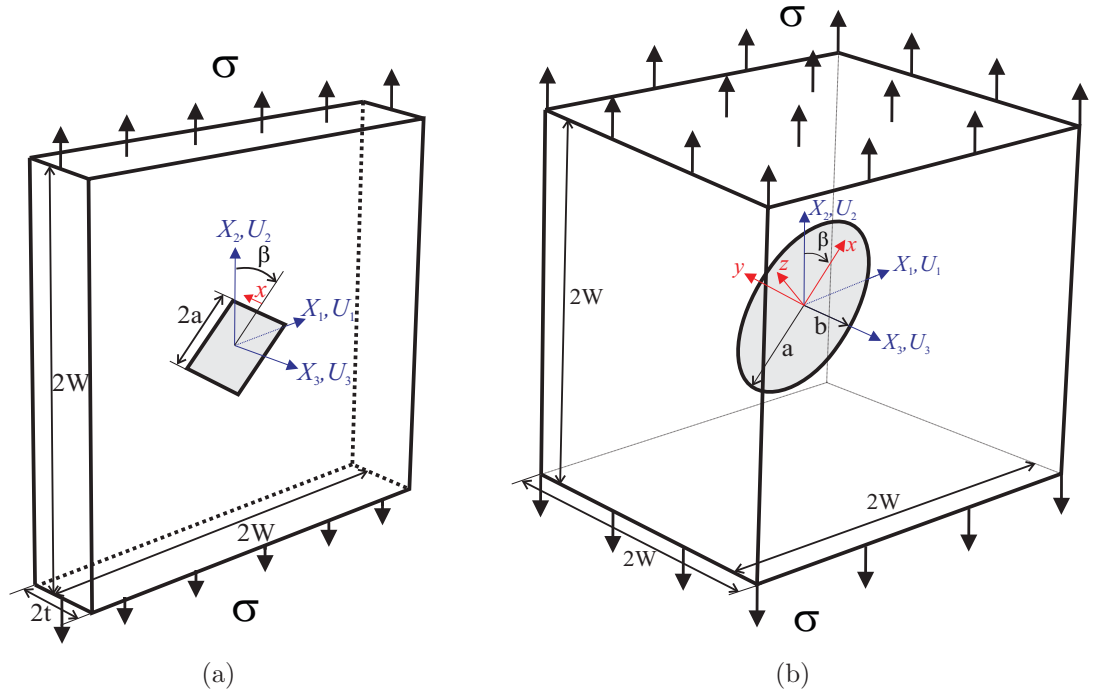 σ
X₂,U₂
β
x
2a
X₁,U₁
X₃,U₃
2W
2W
2t
σ
(a)
σ
X₂,U₂
β
x
y
z
X₁,U₁
2W
b
X₃,U₃
a
2W
2W
σ
(b)